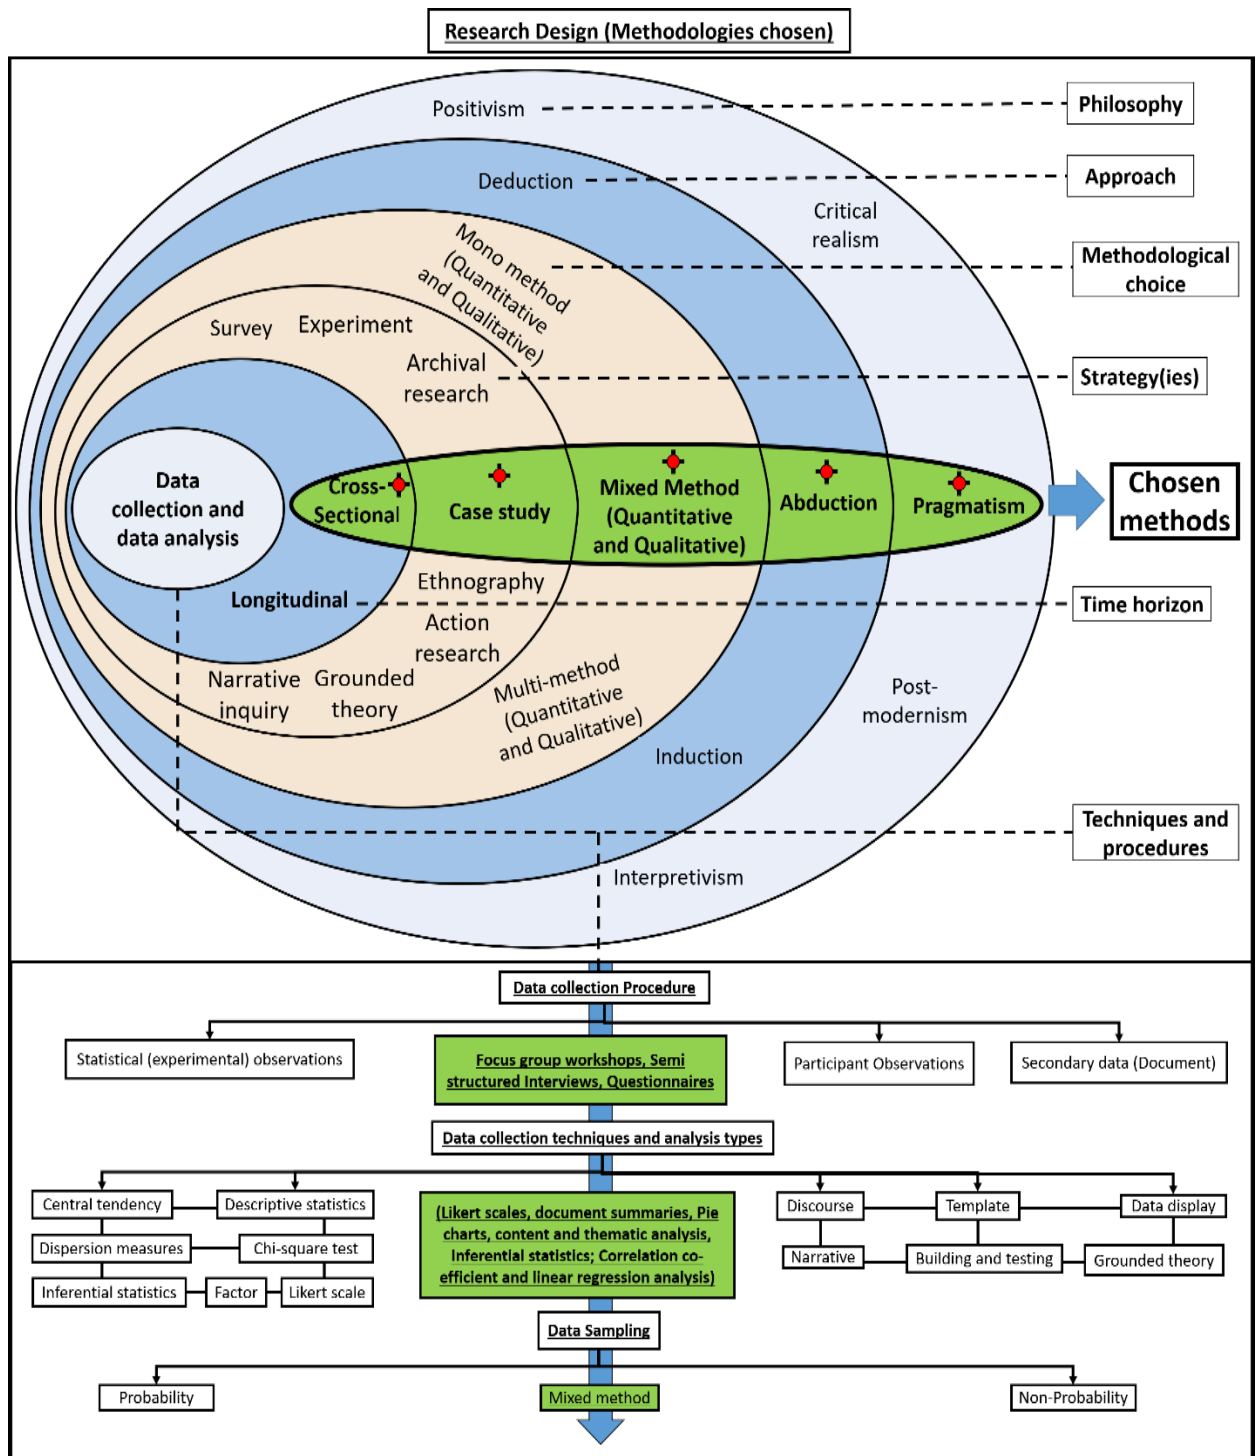 Research Design (Methodologies chosen)
Positivism
Philosophy
Deduction
Approach
Critical
realism
Mono method
(Quantitative
and Qualitative)
Methodological
choice
Survey
Experiment
Archival
research
Strategy(ies)
Data
collection and
data analysis
Cross-
Sectional
Case study
Mixed Method
(Quantitative
and Qualitative)
Abduction
Pragmatism
Chosen
methods
Longitudinal
Ethnography
Time horizon
Action
research
Narrative
inquiry
Grounded
theory
Multi-method
(Quantitative
and Qualitative)
Post-
modernism
Induction
Techniques and
procedures
Interpretivism
Data collection Procedure
Statistical (experimental) observations
Focus group workshops, Semi
structured Interviews, Questionnaires
Participant Observations
Secondary data (Document)
Data collection techniques and analysis types
Central tendency
Descriptive statistics
Dispersion measures
Chi-square test
Inferential statistics
Factor
Likert scale
(Likert scales, document summaries, Pie
charts, content and thematic analysis,
Inferential statistics; Correlation co-
efficient and linear regression analysis)
Discourse
Template
Data display
Narrative
Building and testing
Grounded theory
Data Sampling
Probability
Mixed method
Non-Probability